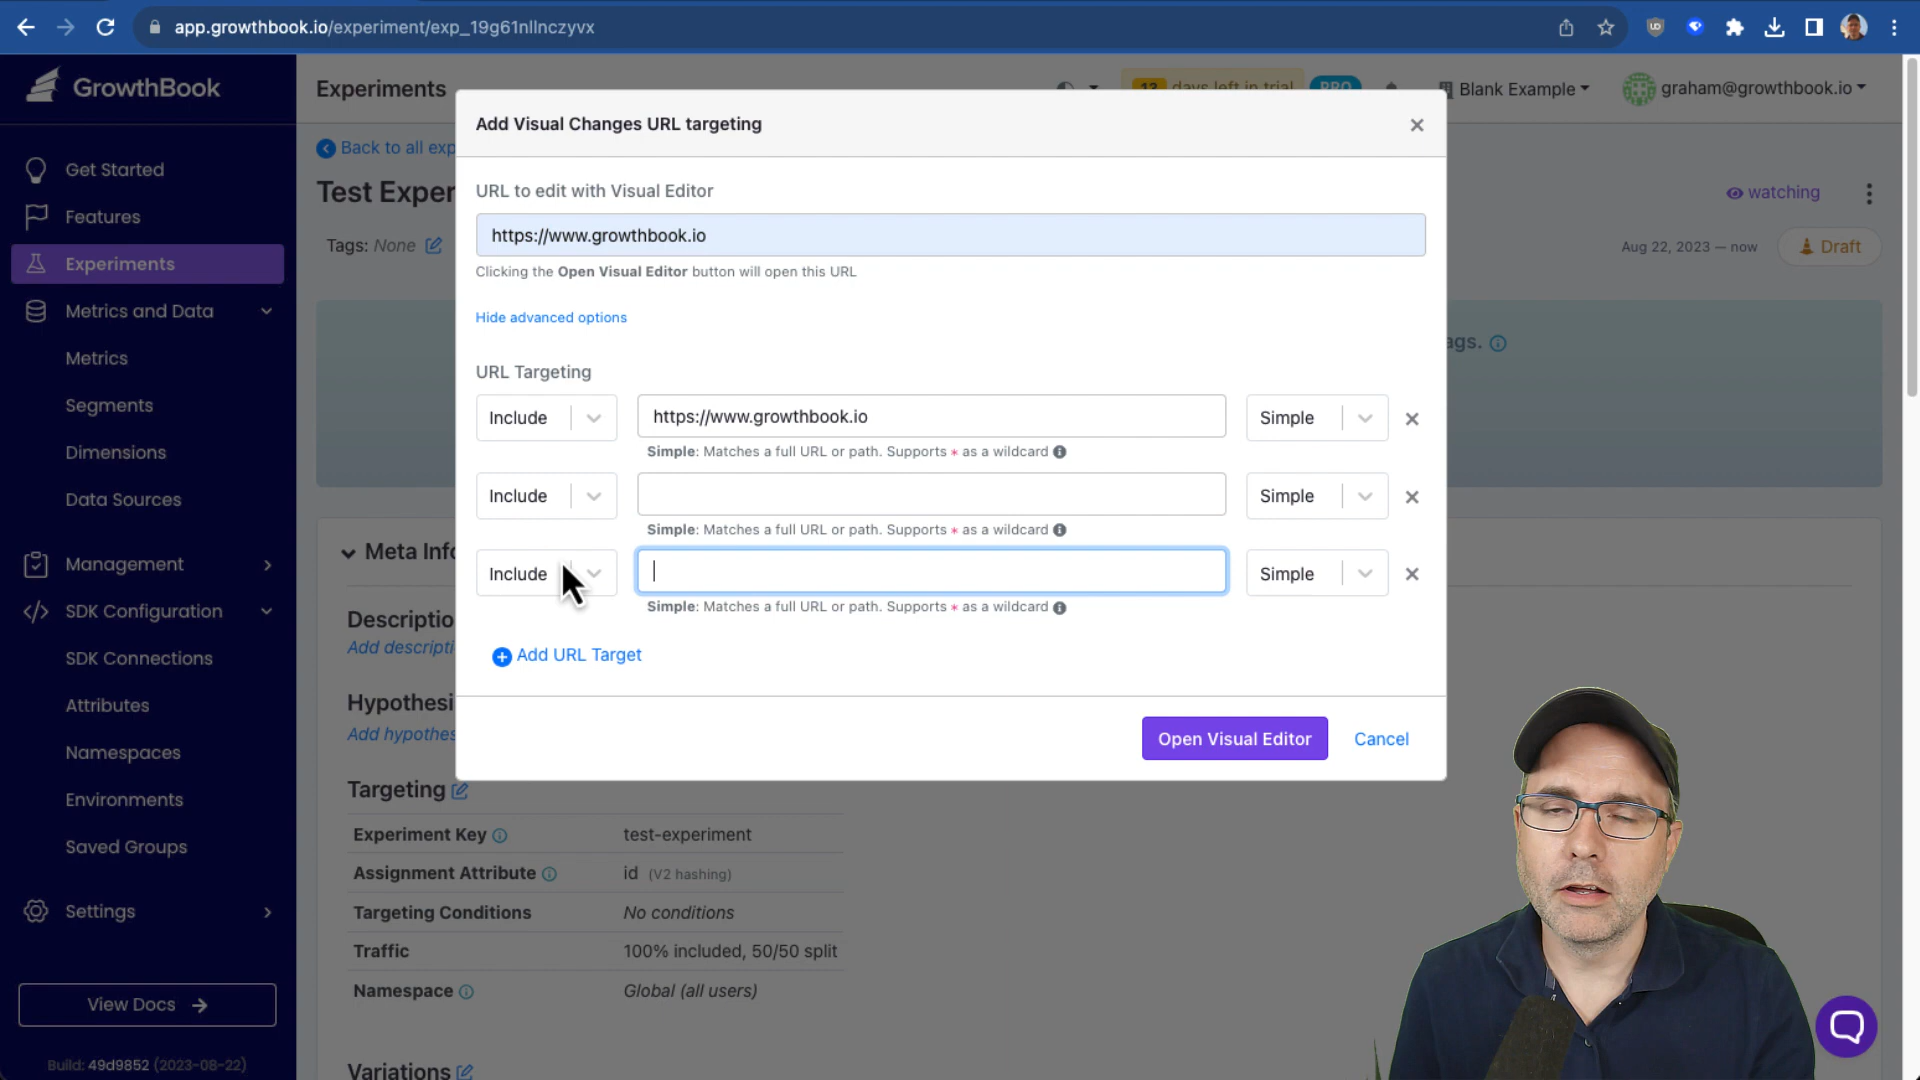 app.growthbook.io/experiment/exp_19g61nllnczyvx
GrowthBook
Get Started
Features
Experiments
Metrics and Data
Metrics
Segments
Dimensions
Data Sources
Management
SDK Configuration
SDK Connections
Attributes
Namespaces
Environments
Saved Groups
Settings
View Docs
Build: 49d9852 (2023-08-22)
Experiments
13 days left in trial
PRO
Blank Example
graham@growthbook.io
Back to all exp
Test Exper
watching
Tags: None
Aug 22, 2023 — now
Draft
ags.
Add Visual Changes URL targeting
URL to edit with Visual Editor
https://www.growthbook.io
Clicking the Open Visual Editor button will open this URL
Hide advanced options
URL Targeting
Include https://www.growthbook.io Simple
Simple: Matches a full URL or path. Supports * as a wildcard
Include Simple
Simple: Matches a full URL or path. Supports * as a wildcard
Include Simple
Simple: Matches a full URL or path. Supports * as a wildcard
Add URL Target
Open Visual Editor Cancel
Meta Info
Descriptio
Add descripti
Hypothesi
Add hypothes
Targeting
Experiment Key test-experiment
Assignment Attribute id (V2 hashing)
Targeting Conditions No conditions
Traffic 100% included, 50/50 split
Namespace Global (all users)
Variations